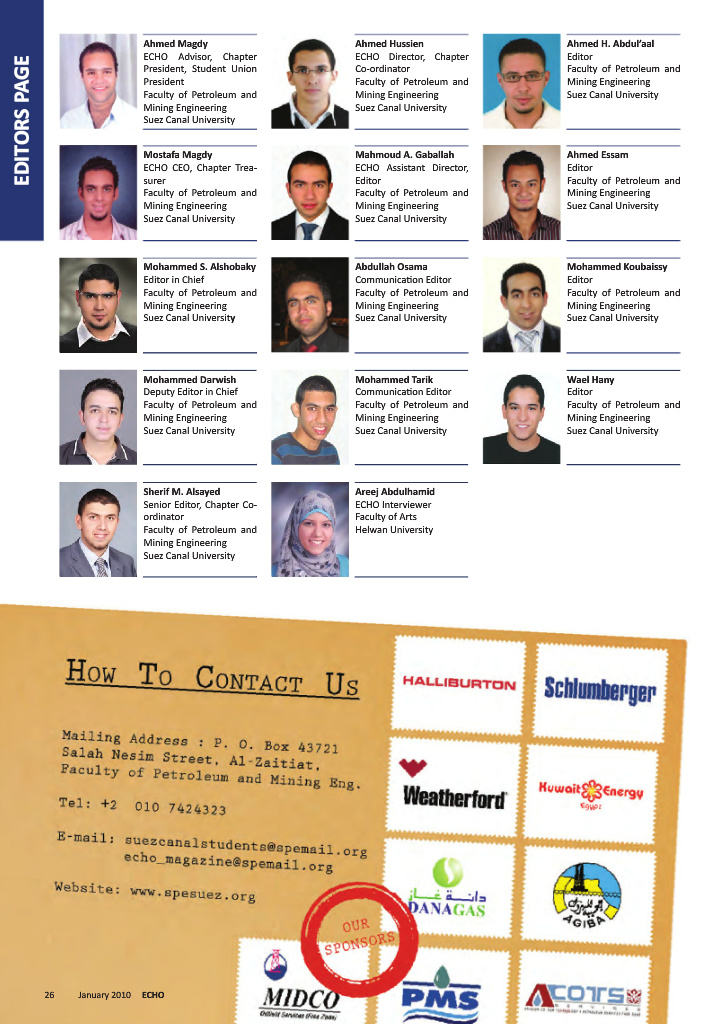 EDITORS PAGE
Ahmed Magdy
ECHO Advisor, Chapter
President, Student Union
President
Faculty of Petroleum and
Mining Engineering
Suez Canal University
Ahmed Hussien
ECHO Director, Chapter
Co-ordinator
Faculty of Petroleum and
Mining Engineering
Suez Canal University
Ahmed H. Abdul'aal
Editor
Faculty of Petroleum and
Mining Engineering
Suez Canal University
Mostafa Magdy
ECHO CEO, Chapter Trea-
surer
Faculty of Petroleum and
Mining Engineering
Suez Canal University
Mahmoud A. Gaballah
ECHO Assistant Director,
Editor
Faculty of Petroleum and
Mining Engineering
Suez Canal University
Ahmed Essam
Editor
Faculty of Petroleum and
Mining Engineering
Suez Canal University
Mohammed S. Alshobaky
Editor in Chief
Faculty of Petroleum and
Mining Engineering
Suez Canal University
Abdullah Osama
Communication Editor
Faculty of Petroleum and
Mining Engineering
Suez Canal University
Mohammed Koubaissy
Editor
Faculty of Petroleum and
Mining Engineering
Suez Canal University
Mohammed Darwish
Deputy Editor in Chief
Faculty of Petroleum and
Mining Engineering
Suez Canal University
Mohammed Tarik
Communication Editor
Faculty of Petroleum and
Mining Engineering
Suez Canal University
Wael Hany
Editor
Faculty of Petroleum and
Mining Engineering
Suez Canal University
Sherif M. Alsayed
Senior Editor, Chapter Co-
ordinator
Faculty of Petroleum and
Mining Engineering
Suez Canal University
Areej Abdulhamid
ECHO Interviewer
Faculty of Arts
Helwan University
How To Contact Us
Mailing Address : P. O. Box 43721
Salah Nesim Street, Al-Zaitiat,
Faculty of Petroleum and Mining Eng.
Tel: +2 010 7424323
E-mail: suezcanalstudents@spemail.org
echo_magazine@spemail.org
Website: www.spesuez.org
HALLIBURTON
Schlumberger
Weatherford
Kuwait Energy
Egypt
دانة غاز
DANAGAS
AGIBA
OUR
SPONSORS
MIDCO
Oilfield Services (Free Zone)
PMS
ACOTS
SERVICES
26 January 2010 ECHO